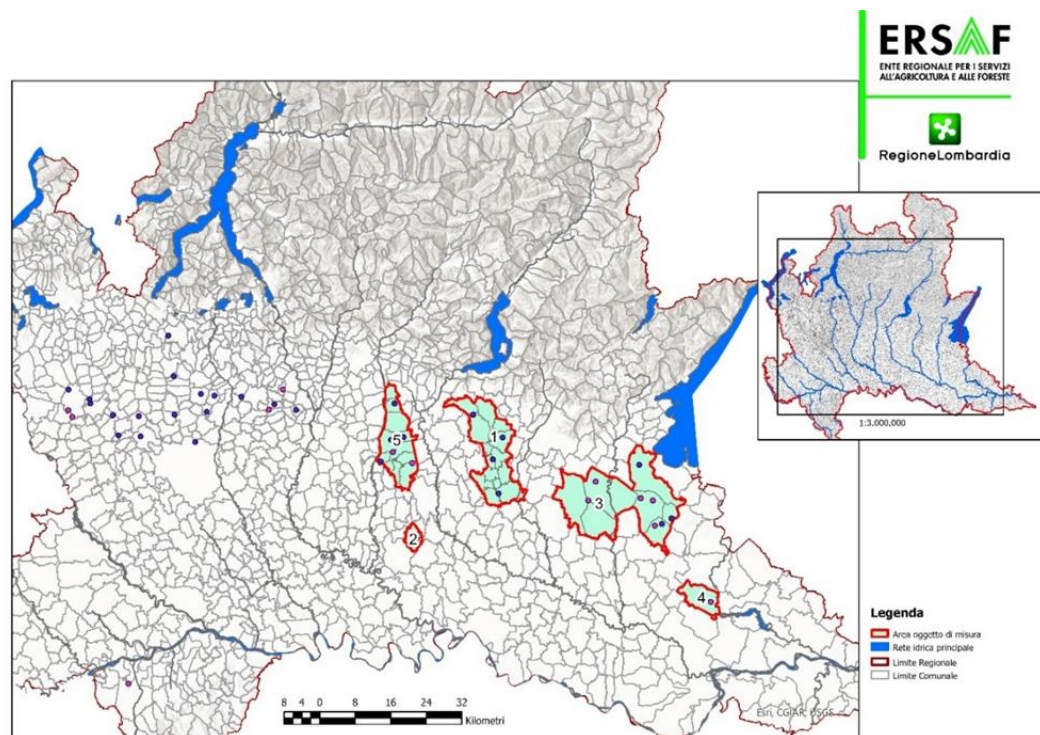 ERSAF
ENTE REGIONALE PER I SERVIZI
ALL'AGRICOLTURA E ALLE FORESTE
RegioneLombardia
1:3,000,000
5
1
3
2
4
Legenda
Area oggetto di misura
Rete idrica principale
Limite Regionale
Limite Comunale
8 4 0 8 16 24 32
Kilometri
Esri, CGIAR, USGS